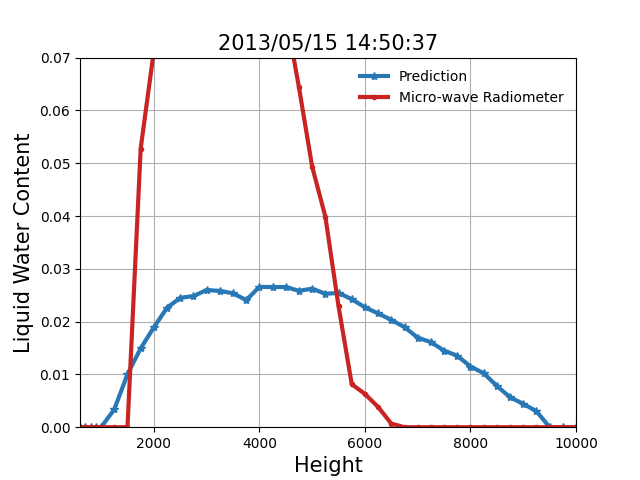 2013/05/15 14:50:37
0.07
0.06
0.05
0.04
0.03
0.02
0.01
0.00
Liquid Water Content
Prediction
Micro-wave Radiometer
2000 4000 6000 8000 10000
Height